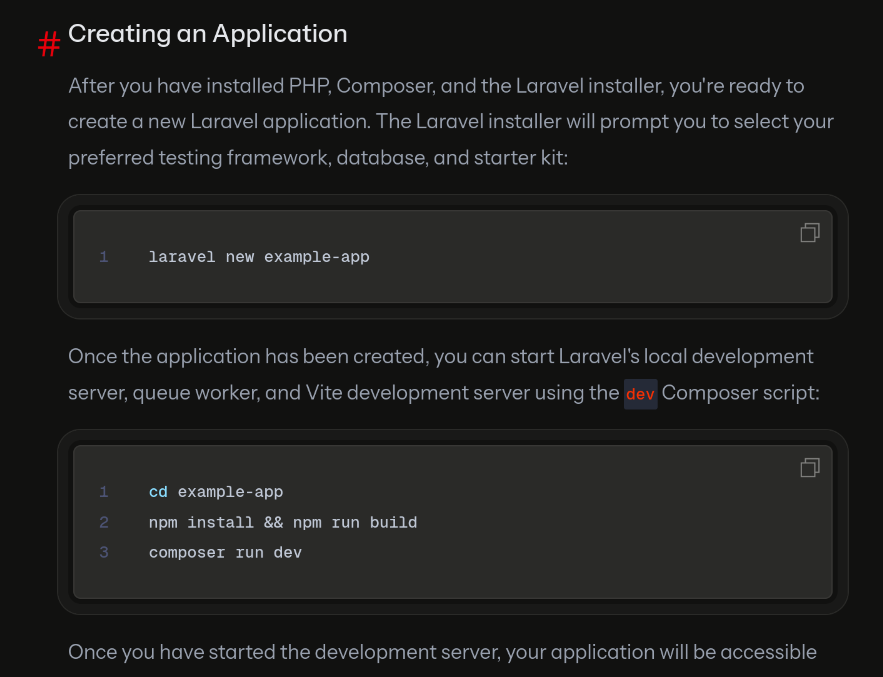 # Creating an Application
After you have installed PHP, Composer, and the Laravel installer, you're ready to
create a new Laravel application. The Laravel installer will prompt you to select your
preferred testing framework, database, and starter kit:
1 laravel new example-app
Once the application has been created, you can start Laravel's local development
server, queue worker, and Vite development server using the dev Composer script:
1 cd example-app
2 npm install && npm run build
3 composer run dev
Once you have started the development server, your application will be accessible